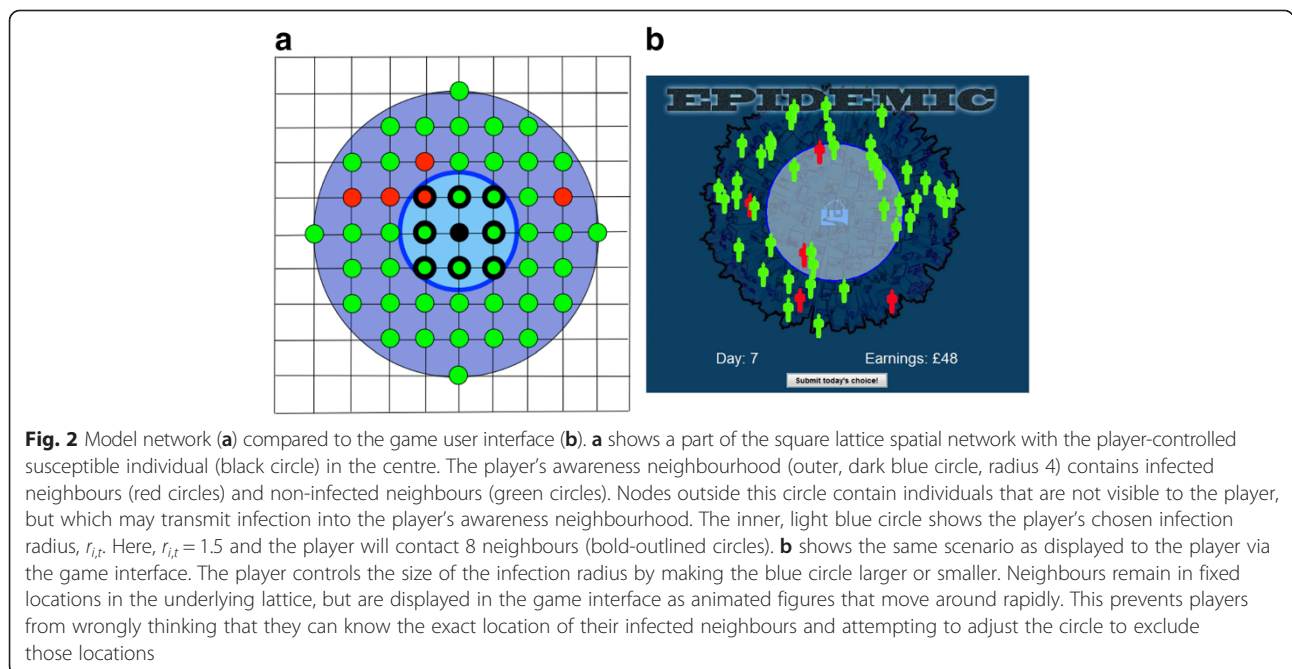 a
b
EPIDEMIC
Day: 7 Earnings: £48
Submit today's choice!
Fig. 2 Model network (a) compared to the game user interface (b). a shows a part of the square lattice spatial network with the player-controlled
susceptible individual (black circle) in the centre. The player's awareness neighbourhood (outer, dark blue circle, radius 4) contains infected
neighbours (red circles) and non-infected neighbours (green circles). Nodes outside this circle contain individuals that are not visible to the player,
but which may transmit infection into the player's awareness neighbourhood. The inner, light blue circle shows the player's chosen infection
radius, r_{i,t}. Here, r_{i,t} = 1.5 and the player will contact 8 neighbours (bold-outlined circles). b shows the same scenario as displayed to the player via
the game interface. The player controls the size of the infection radius by making the blue circle larger or smaller. Neighbours remain in fixed
locations in the underlying lattice, but are displayed in the game interface as animated figures that move around rapidly. This prevents players
from wrongly thinking that they can know the exact location of their infected neighbours and attempting to adjust the circle to exclude
those locations